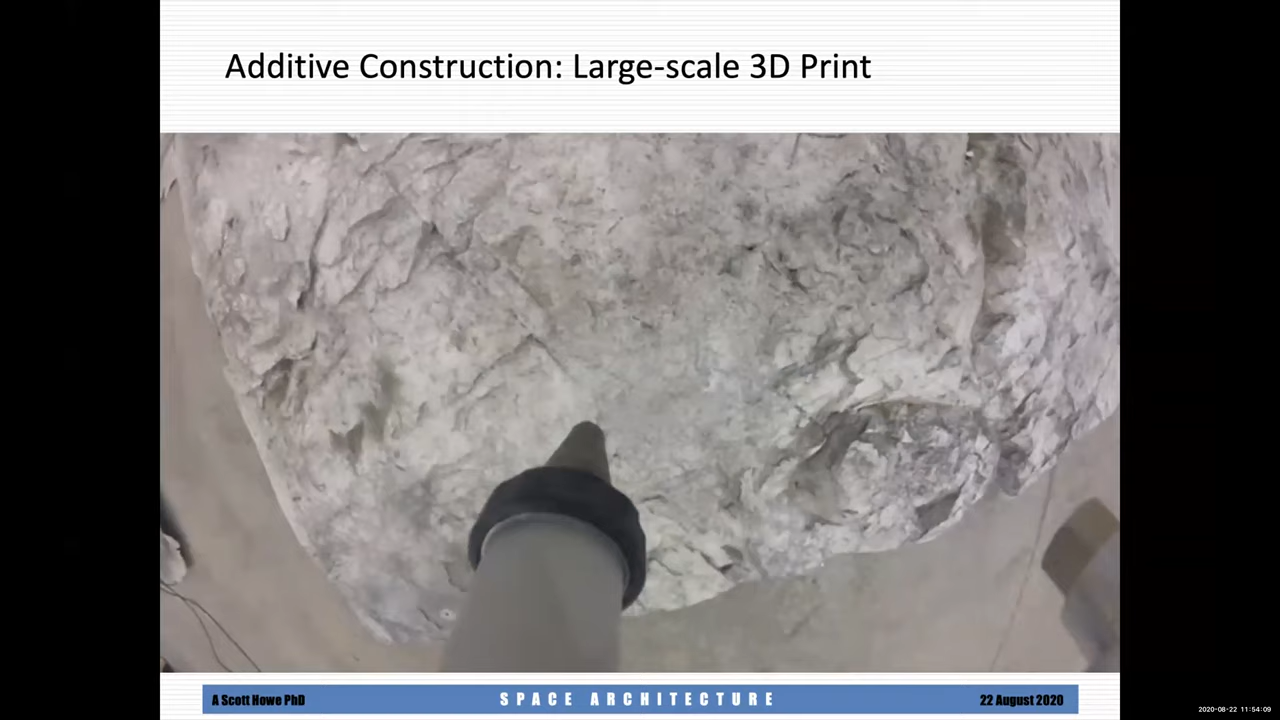 Additive Construction: Large-scale 3D Print
A Scott Howe PhD
SPACE ARCHITECTURE
22 August 2020
2020-08-22 11:54:09